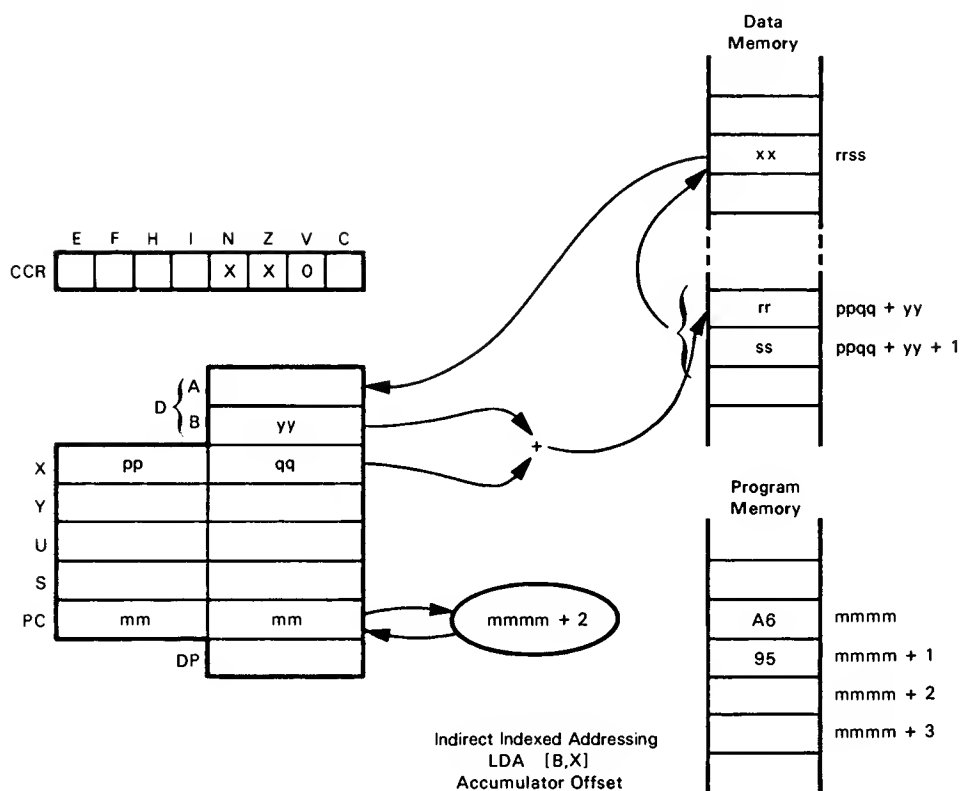 Data
Memory
xx rrss
E F H I N Z V C
CCR X X 0
rr ppqq + yy
ss ppqq + yy + 1
D { A
B yy
+
X pp qq
Y
U
S
PC mm mm
mmmm + 2
DP
Program
Memory
A6 mmmm
95 mmmm + 1
mmmm + 2
mmmm + 3
Indirect Indexed Addressing
LDA [B,X]
Accumulator Offset